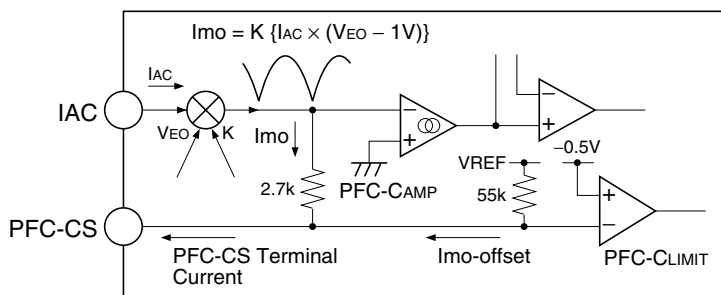 Imo = K {IAC × (VEO − 1V)}
IAC
IAC
VEO
K
Imo
−
+
−
+
PFC-CAMP
2.7k
VREF
55k
−0.5V
+
−
PFC-CLIMIT
PFC-CS
PFC-CS Terminal
Current
Imo-offset